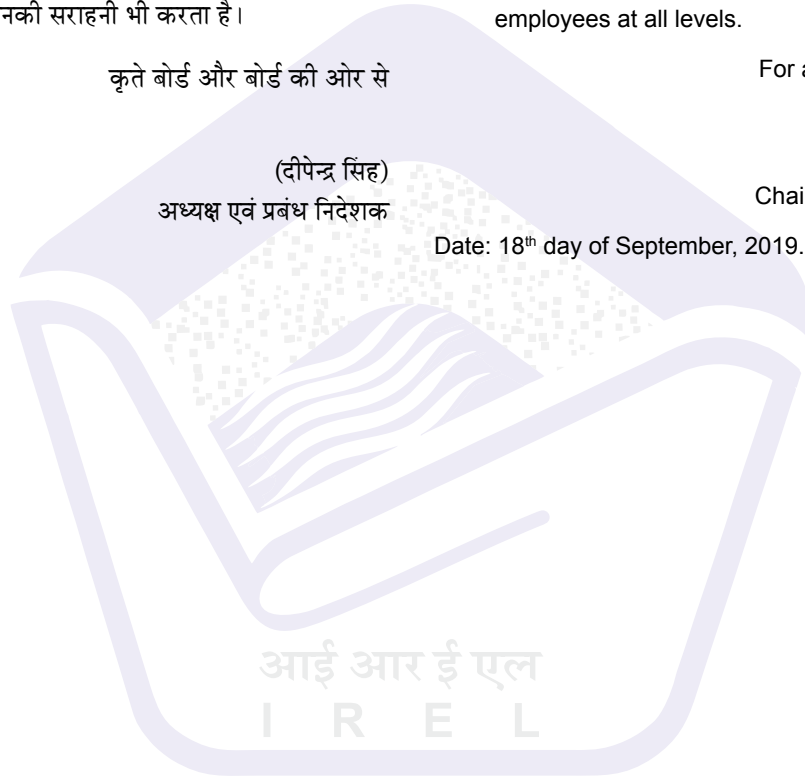 नकी सराहनी भी करता है।
कृते बोर्ड और बोर्ड की ओर से
(दीपेन्द्र सिंह)
अध्यक्ष एवं प्रबंध निदेशक
employees at all levels.
For a
Chai
Date: 18th day of September, 2019.
आई आर ई एल
I R E L